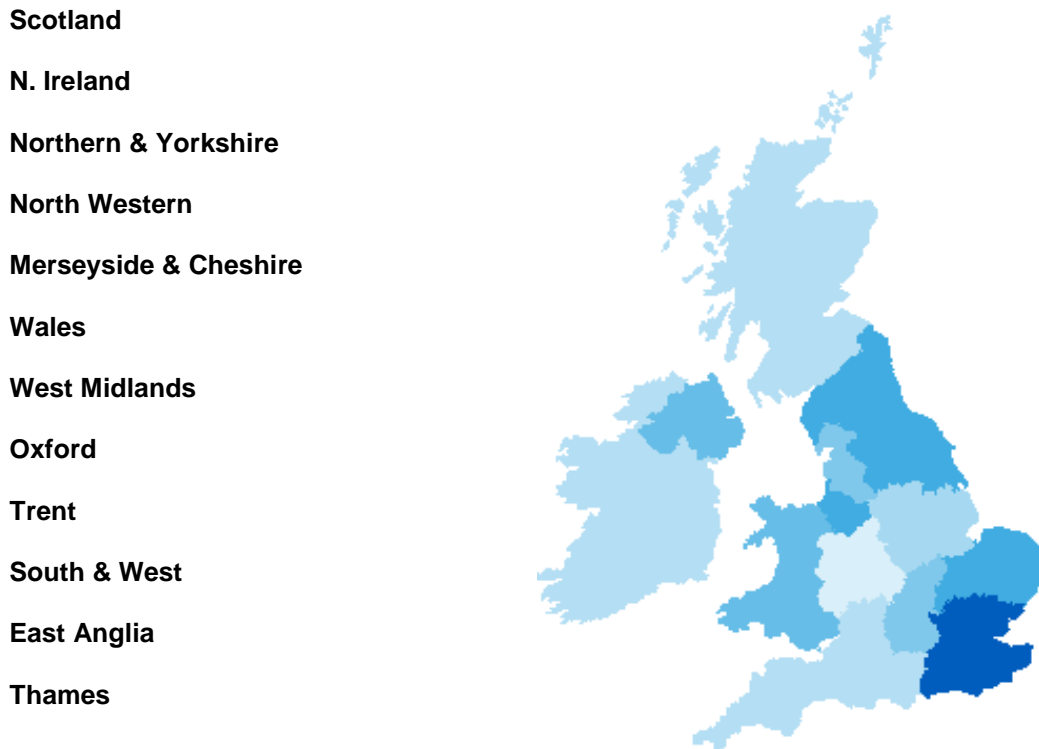 Scotland
N. Ireland
Northern & Yorkshire
North Western
Merseyside & Cheshire
Wales
West Midlands
Oxford
Trent
South & West
East Anglia
Thames